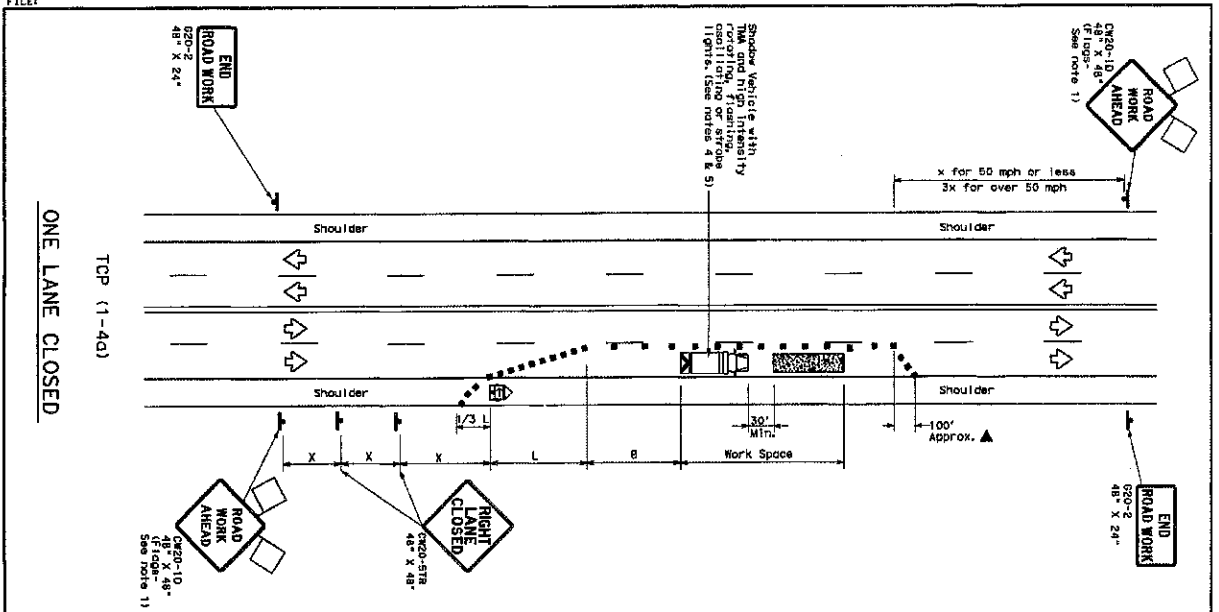 FILE:
CW20-1D
48" X 48"
(Flags-
See note 1)
ROAD
WORK
AHEAD
END
ROAD WORK
G20-2
48" X 24"
Shadow Vehicle with
TMA and high intensity
rotating, flashing,
oscillating or strobe
lights. (See notes 4 & 5)
x for 50 mph or less
3x for over 50 mph
Shoulder
Shoulder
Shoulder
Shoulder
1/3 L
30'
Min.
100'
Approx.
X
X
X
L
B
Work Space
END
ROAD WORK
G20-2
48" X 24"
RIGHT
LANE
CLOSED
CW20-5TR
48" X 48"
ROAD
WORK
AHEAD
CW20-1D
48" X 48"
(Flags-
See note 1)
TCP (1-4a)
ONE LANE CLOSED